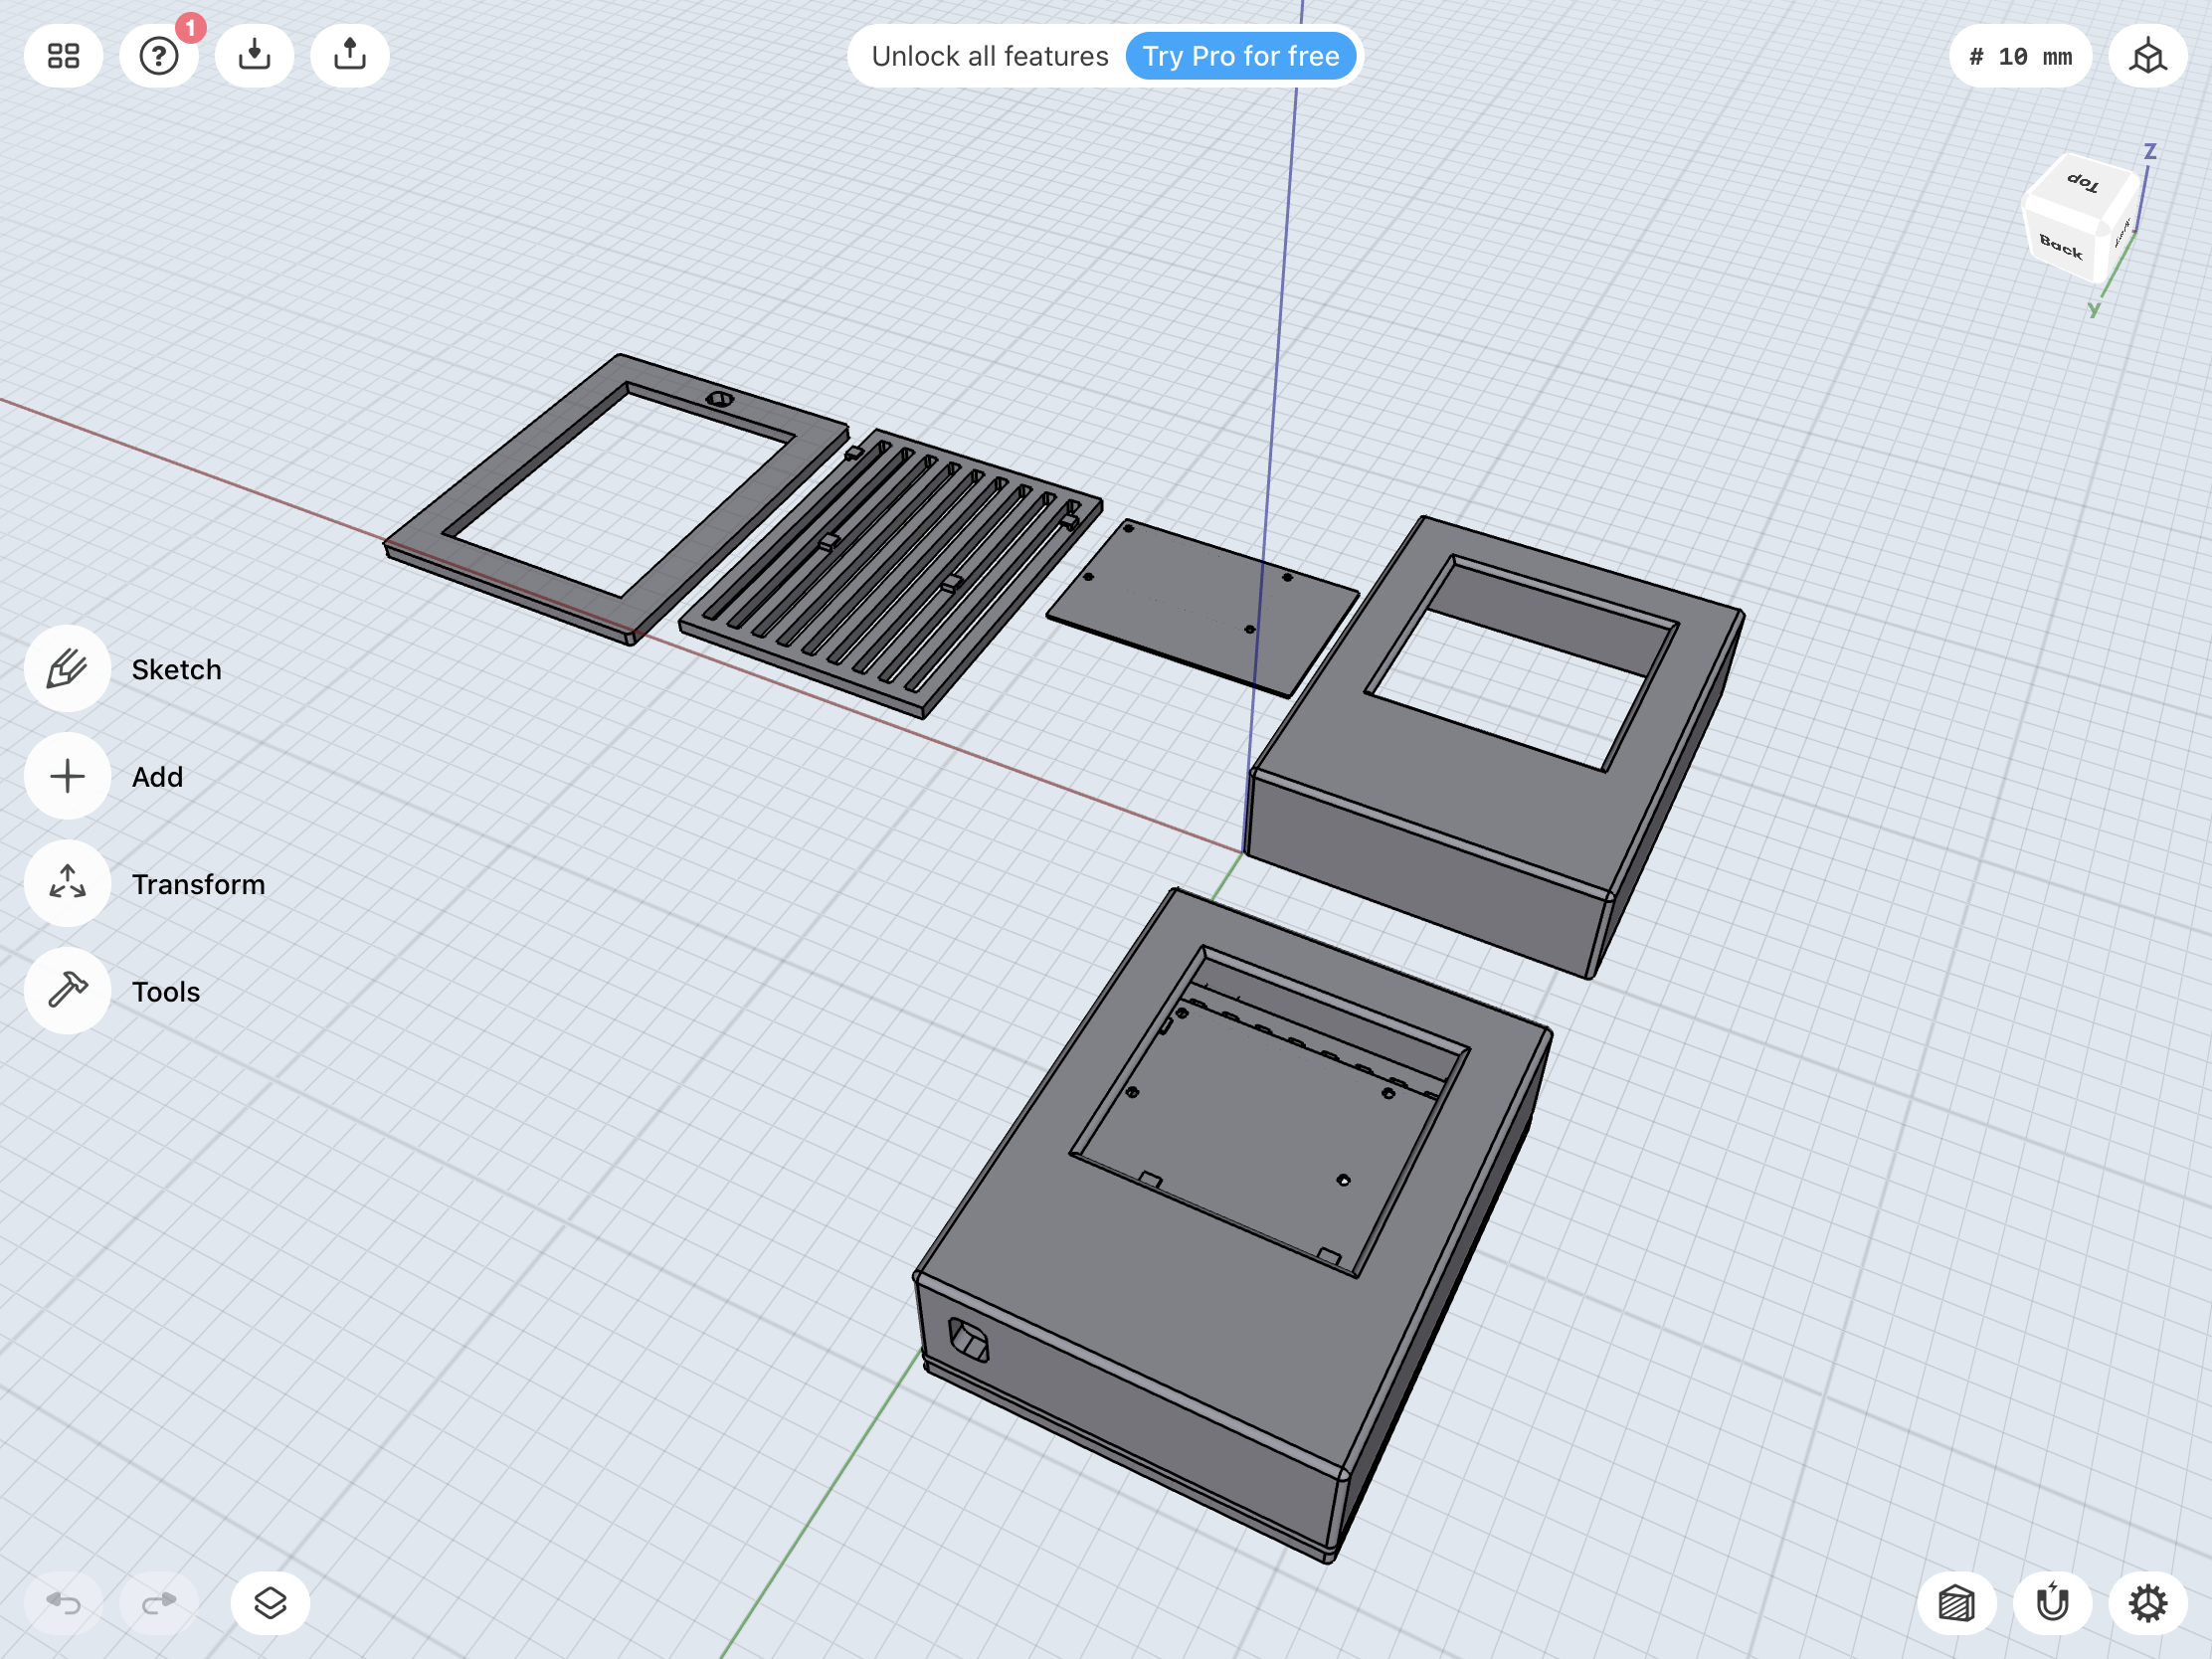 1
Unlock all features Try Pro for free
# 10 mm
Z
Top
Back
Y
Sketch
Add
Transform
Tools